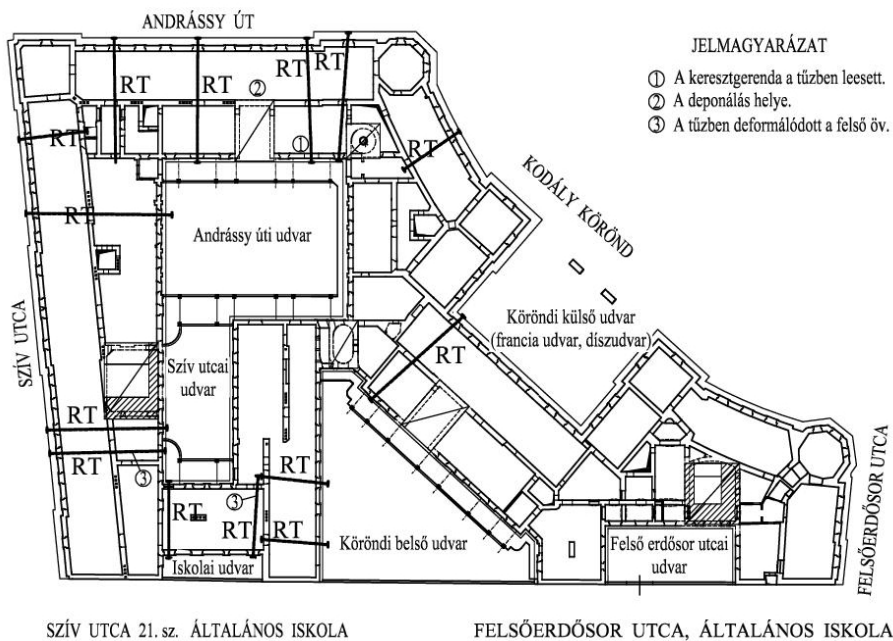 ANDRÁSSY ÚT
JELMAGYARÁZAT
① A keresztgerenda a tűzben leesett.
② A deponálás helye.
③ A tűzben deformálódott a felső öv.
RT
RT
RT
RT
②
①
RT
RT
KODÁLY KÖRÖND
RT
Andrássy úti udvar
Köröndi külső udvar
(francia udvar, díszudvar)
SZÍV UTCA
Szív utcai
udvar
RT
RT
RT
③
③
RT
RT
RT
RT
Köröndi belső udvar
Felső erdősor utcai
udvar
Iskolai udvar
FELSŐERDŐSOR UTCA
SZÍV UTCA 21. sz. ÁLTALÁNOS ISKOLA
FELSŐERDŐSOR UTCA, ÁLTALÁNOS ISKOLA